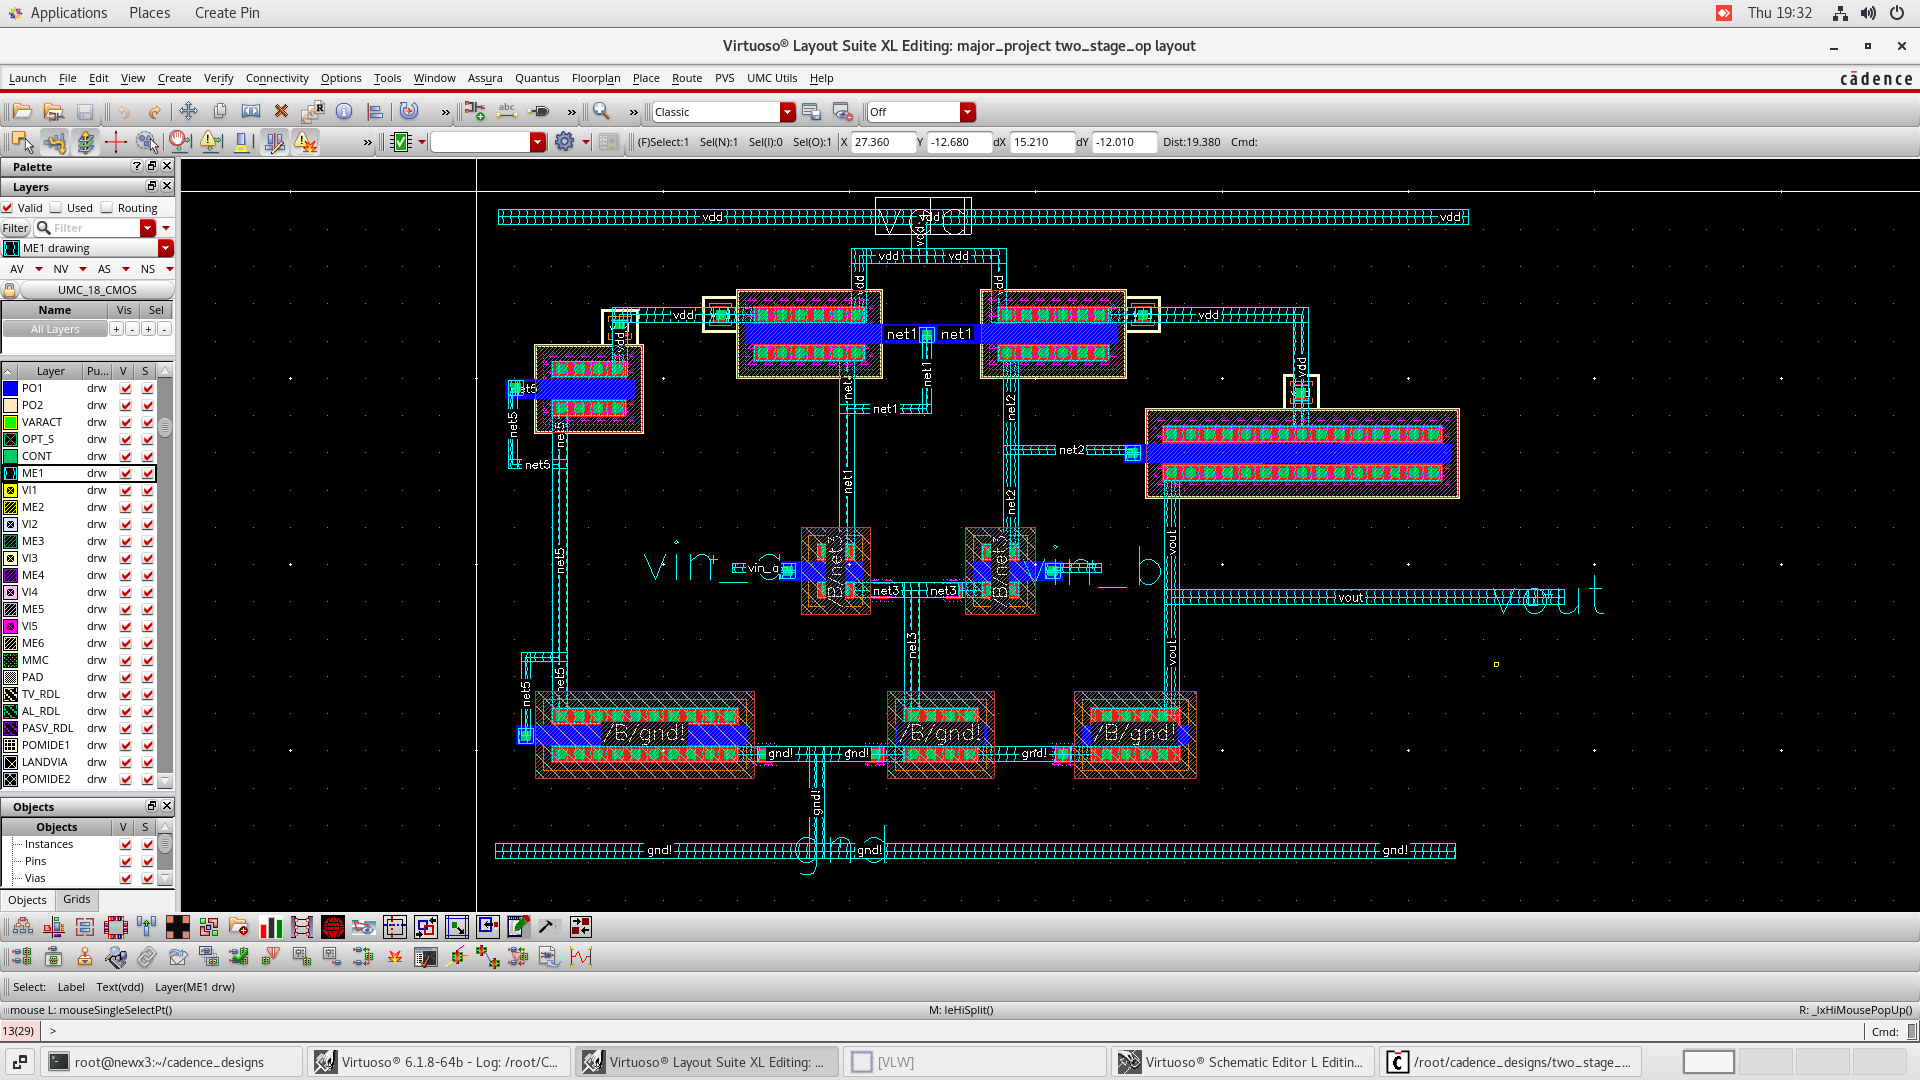 Applications Places Create Pin Thu 19:32
Virtuoso® Layout Suite XL Editing: major_project two_stage_op layout
Launch File Edit View Create Verify Connectivity Options Tools Window Assura Quantus Floorplan Place Route PVS UMC Utils Help cādence
» » » Classic Off
» (F)Select:1 Sel(N):1 Sel(I):0 Sel(O):1 X 27.360 Y -12.680 dX 15.210 dY -12.010 Dist:19.380 Cmd:
Palette
Layers
Valid Used Routing
Filter Filter
ME1 drawing
AV NV AS NS
UMC_18_CMOS
Name Vis Sel
All Layers + - + -
Layer Pu... V S
PO1 drw
PO2 drw
VARACT drw
OPT_S drw
CONT drw
ME1 drw
VI1 drw
ME2 drw
VI2 drw
ME3 drw
VI3 drw
ME4 drw
VI4 drw
ME5 drw
VI5 drw
ME6 drw
MMC drw
PAD drw
TV_RDL drw
AL_RDL drw
PASV_RDL drw
POMIDE1 drw
LANDVIA drw
POMIDE2 drw
Objects
Objects V S
Instances
Pins
Vias
Objects Grids
vdd vdd vdd
vdd
vdd vdd
vdd vdd
vdd vdd
vdd vdd
net1 net1
net1
net1
net5
net5
net5
net5
net1
net2
net2
net2
net1
net5
vin_a vin_a
/B/net3 /B/net3
vin_b
net3 net3
net3
vout
vout vout
vout
net5
net5
/B/gnd! /B/gnd! /B/gnd!
gnd! gnd! gnd!
gnd!
gnd! gnd gnd! gnd!
Select: Label Text(vdd) Layer(ME1 drw)
mouse L: mouseSingleSelectPt() M: leHiSplit() R: _lxHiMousePopUp()
13(29) > Cmd:
root@newx3:~/cadence_designs Virtuoso® 6.1.8-64b - Log: /root/C... Virtuoso® Layout Suite XL Editing: ... [VLW] Virtuoso® Schematic Editor L Editin... /root/cadence_designs/two_stage_...